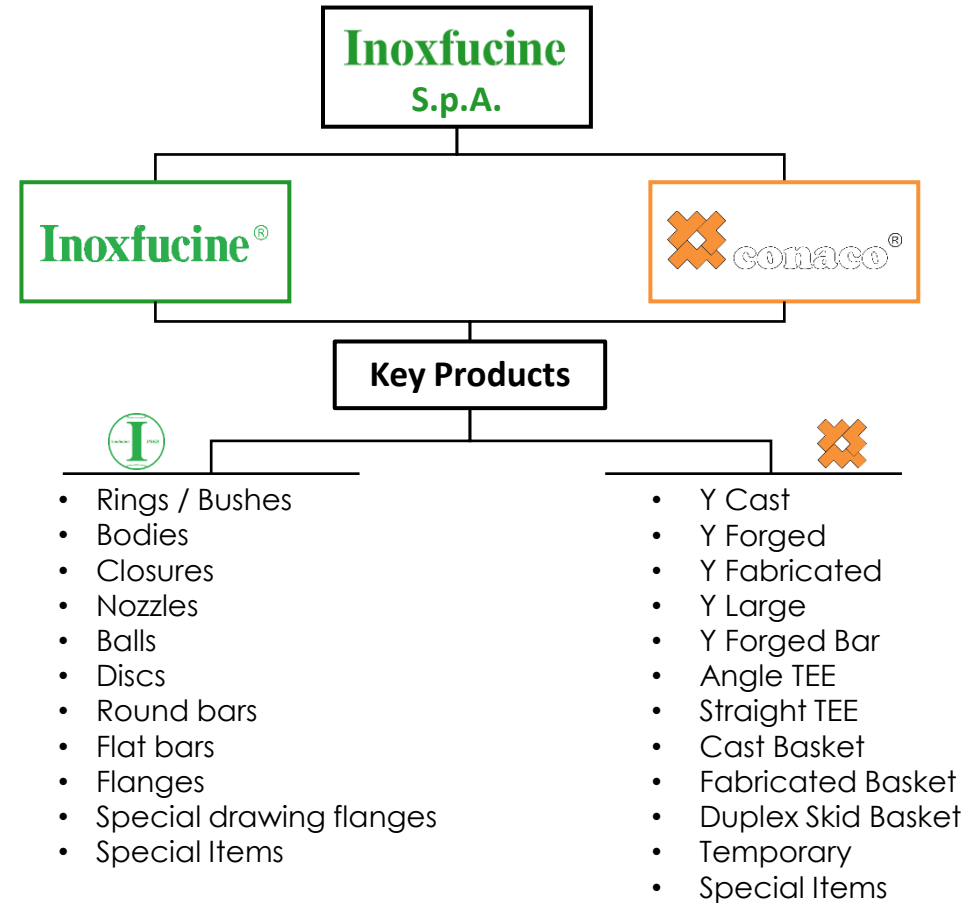 Inoxfucine
S.p.A.
Inoxfucine®
conaco®
Key Products
I
• Rings / Bushes
• Bodies
• Closures
• Nozzles
• Balls
• Discs
• Round bars
• Flat bars
• Flanges
• Special drawing flanges
• Special Items
• Y Cast
• Y Forged
• Y Fabricated
• Y Large
• Y Forged Bar
• Angle TEE
• Straight TEE
• Cast Basket
• Fabricated Basket
• Duplex Skid Basket
• Temporary
• Special Items